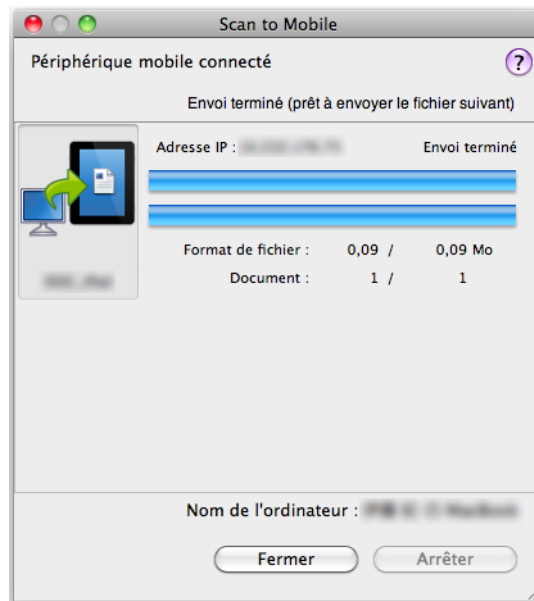 Scan to Mobile
Périphérique mobile connecté
?
Envoi terminé (prêt à envoyer le fichier suivant)
Adresse IP : Envoi terminé
Format de fichier : 0,09 / 0,09 Mo
Document : 1 / 1
Nom de l'ordinateur :
Fermer Arrêter